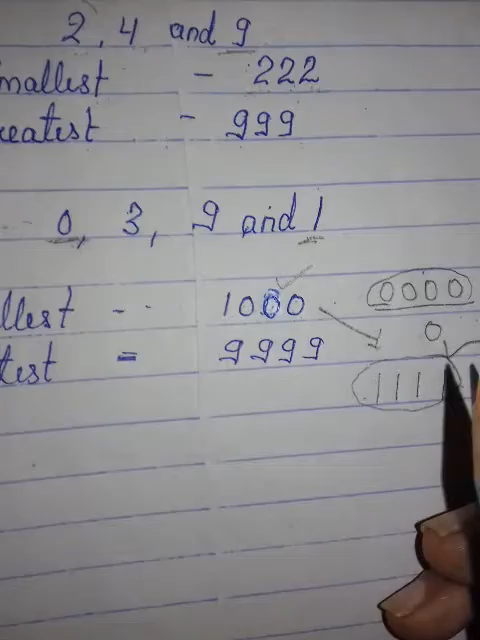 2, 4 and 9
mallest - 222
reatest - 999
0, 3, 9 and 1
llest - 1000
0000
0
test = 9999
1111